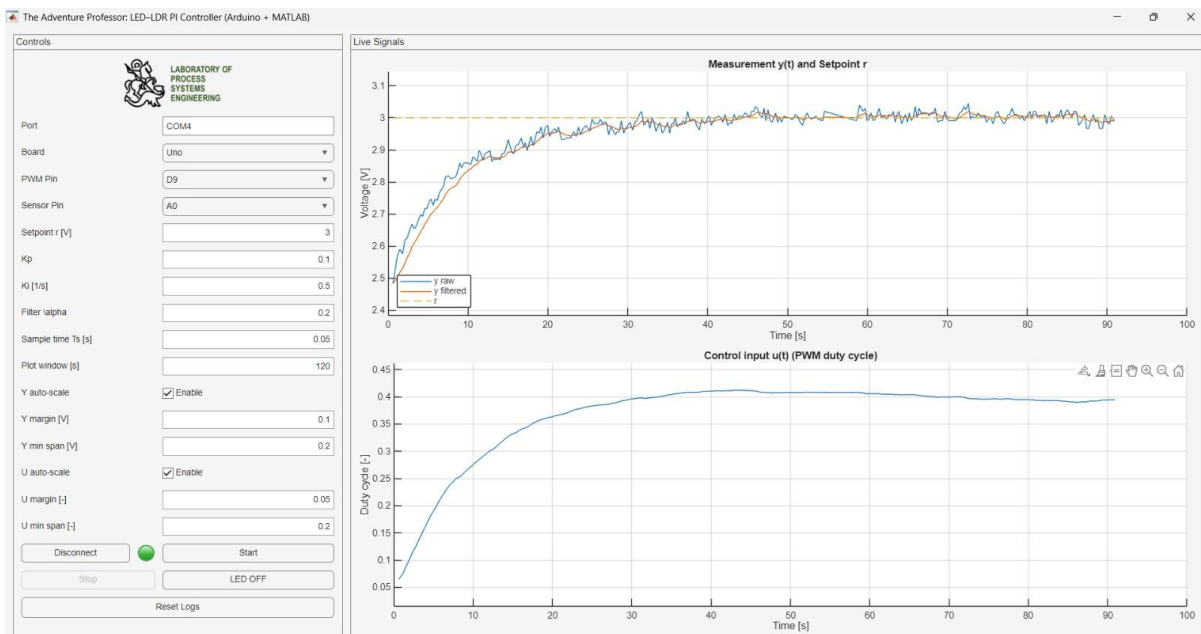 The Adventure Professor: LED–LDR PI Controller (Arduino + MATLAB)
Controls
LABORATORY OF
PROCESS
SYSTEMS
ENGINEERING
Port COM4
Board Uno
PWM Pin D9
Sensor Pin A0
Setpoint r [V] 3
Kp 0.1
Ki [1/s] 0.5
Filter \alpha 0.2
Sample time Ts [s] 0.05
Plot window [s] 120
Y auto-scale Enable
Y margin [V] 0.1
Y min span [V] 0.2
U auto-scale Enable
U margin [-] 0.05
U min span [-] 0.2
Disconnect Start
Stop LED OFF
Reset Logs
Live Signals
Measurement y(t) and Setpoint r
Voltage [V]
3.1
3
2.9
2.8
2.7
2.6
2.5
2.4
y raw
y filtered
r
0 10 20 30 40 50 60 70 80 90 100
Time [s]
Control input u(t) (PWM duty cycle)
Duty cycle [-]
0.45
0.4
0.35
0.3
0.25
0.2
0.15
0.1
0.05
0 10 20 30 40 50 60 70 80 90 100
Time [s]